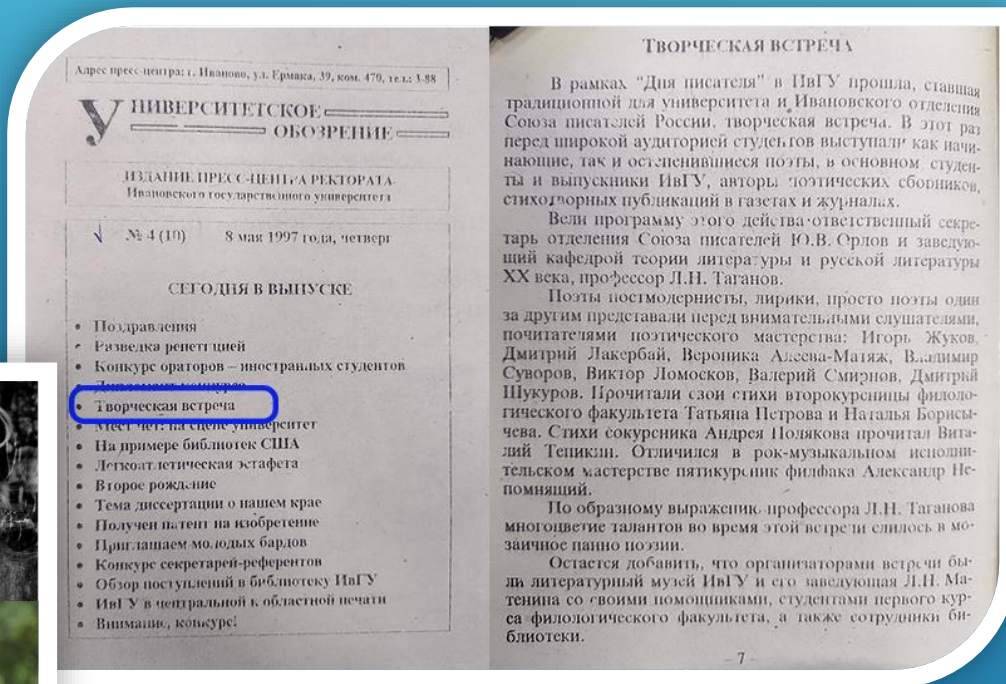 Адрес пресс-центра: г. Иваново, ул. Ермака, 39, ком. 470, тел.: 3-88
УНИВЕРСИТЕТСКОЕ
ОБОЗРЕНИЕ
ИЗДАНИЕ ПРЕСС-ЦЕНТРА РЕКТОРАТА
Ивановского государственного университета
№ 4 (10) 8 мая 1997 года, четверг
СЕГОДНЯ В ВЫПУСКЕ
• Поздравления
• Разведка репетицией
• Конкурс ораторов – иностранных студентов
• конкурсе
• Творческая встреча
• на сцене университет
• На примере библиотек США
• Легкоатлетическая эстафета
• Второе рождение
• Тема диссертации о нашем крае
• Получен патент на изобретение
• Приглашаем молодых бардов
• Конкурс секретарей-референтов
• Обзор поступлений в библиотеку ИвГУ
• ИвГУ в центральной и областной печати
• Внимание, конкурс!
ТВОРЧЕСКАЯ ВСТРЕЧА
В рамках "Дня писателя" в ИвГУ прошла, ставшая
традиционной для университета и Ивановского отделения
Союза писателей России, творческая встреча. В этот раз
перед широкой аудиторией студентов выступали как начи-
нающие, так и остепенившиеся поэты, в основном студен-
ты и выпускники ИвГУ, авторы поэтических сборников,
стихотворных публикаций в газетах и журналах.
Вели программу этого действа ответственный секре-
тарь отделения Союза писателей Ю.В. Орлов и заведую-
щий кафедрой теории литературы и русской литературы
XX века, профессор Л.Н. Таганов.
Поэты постмодернисты, лирики, просто поэты один
за другим представали перед внимательными слушателями,
почитателями поэтического мастерства: Игорь Жуков,
Дмитрий Лакербай, Вероника Алеева-Матяж, Владимир
Суворов, Виктор Ломосков, Валерий Смирнов, Дмитрий
Шукуров. Прочитали свои стихи второкурсницы филоло-
гического факультета Татьяна Петрова и Наталья Борисы-
чева. Стихи сокурсника Андрея Полякова прочитал Вита-
лий Тепикин. Отличился в рок-музыкальном исполни-
тельском мастерстве пятикурсник филфака Александр Не-
помнящий.
По образному выражению профессора Л.Н. Таганова
многоцветие талантов во время этой встречи слилось в мо-
заичное панно поэзии.
Остается добавить, что организаторами встречи бы-
ли литературный музей ИвГУ и его заведующая Л.Н. Ма-
тенина со своими помощниками, студентами первого кур-
са филологического факультета, а также сотрудники би-
блиотеки.
- 7 -